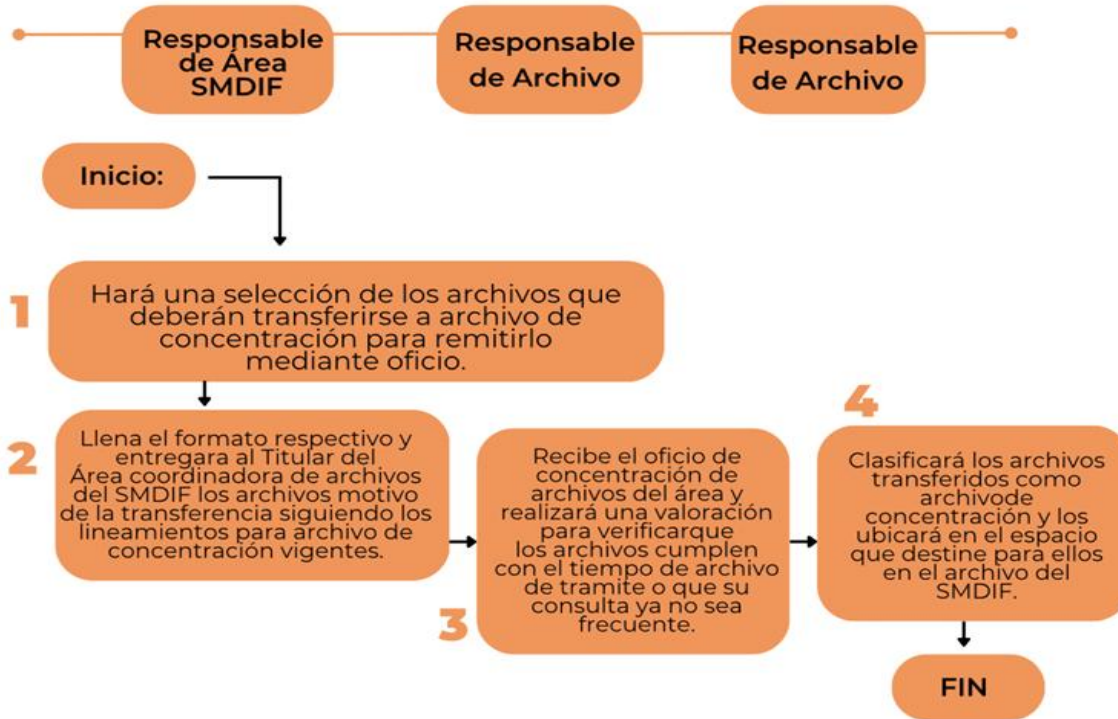 Responsable
de Área
SMDIF
Responsable
de Archivo
Responsable
de Archivo
Inicio:
1
Hará una selección de los archivos que
deberán transferirse a archivo de
concentración para remitirlo
mediante oficio.
2
Llena el formato respectivo y
entregara al Titular del
Área coordinadora de archivos
del SMDIF los archivos motivo
de la transferencia siguiendo los
lineamientos para archivo de
concentración vigentes.
3
Recibe el oficio de
concentración de
archivos del área y
realizará una valoración
para verificarque
los archivos cumplen
con el tiempo de archivo
de tramite o que su
consulta ya no sea
frecuente.
4
Clasificará los archivos
transferidos como
archivode
concentración y los
ubicará en el espacio
que destine para ellos
en el archivo del
SMDIF.
FIN